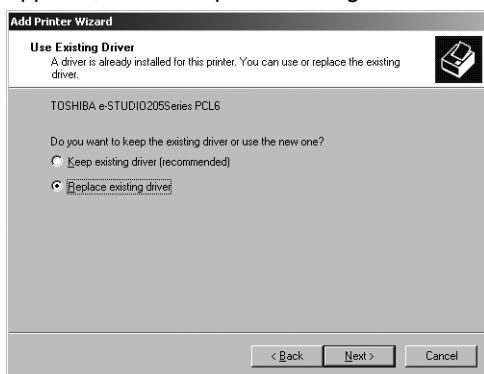 Add Printer Wizard
Use Existing Driver
A driver is already installed for this printer. You can use or replace the existing
driver.
TOSHIBA e-STUDIO205Series PCL6
Do you want to keep the existing driver or use the new one?
Keep existing driver (recommended)
Replace existing driver
< Back Next > Cancel